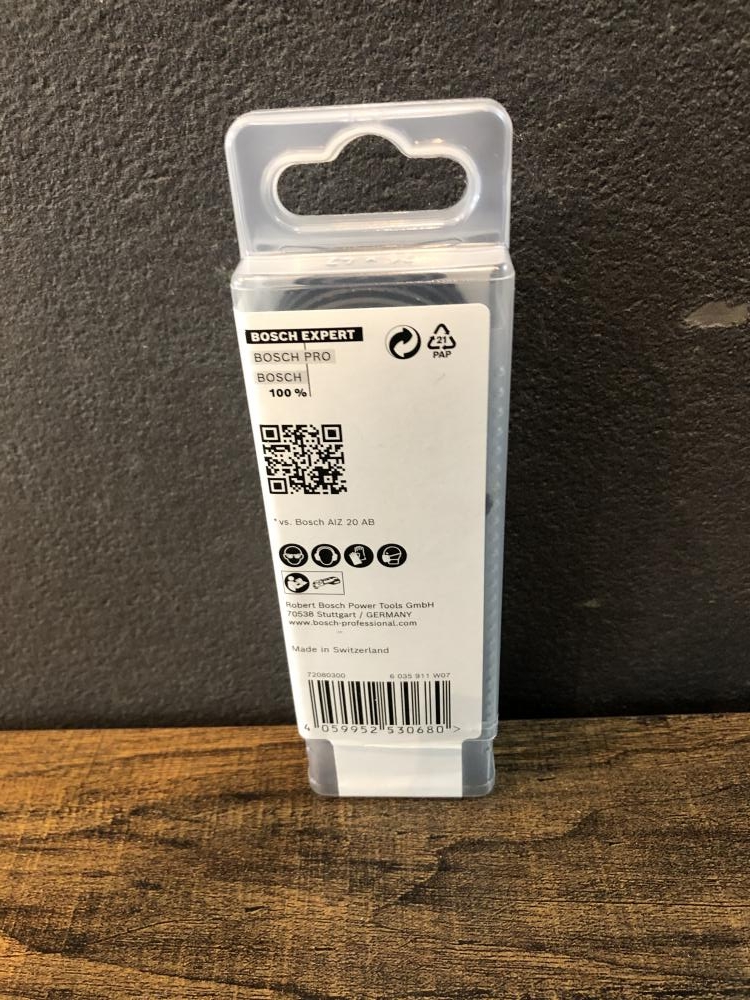 BOSCH EXPERT
BOSCH PRO
BOSCH
100 %
21
PAP
* vs. Bosch AIZ 20 AB
Robert Bosch Power Tools GmbH
70538 Stuttgart / GERMANY
www.bosch-professional.com
Made in Switzerland
72080300 6 035 911 W07
4 059952 530680 >